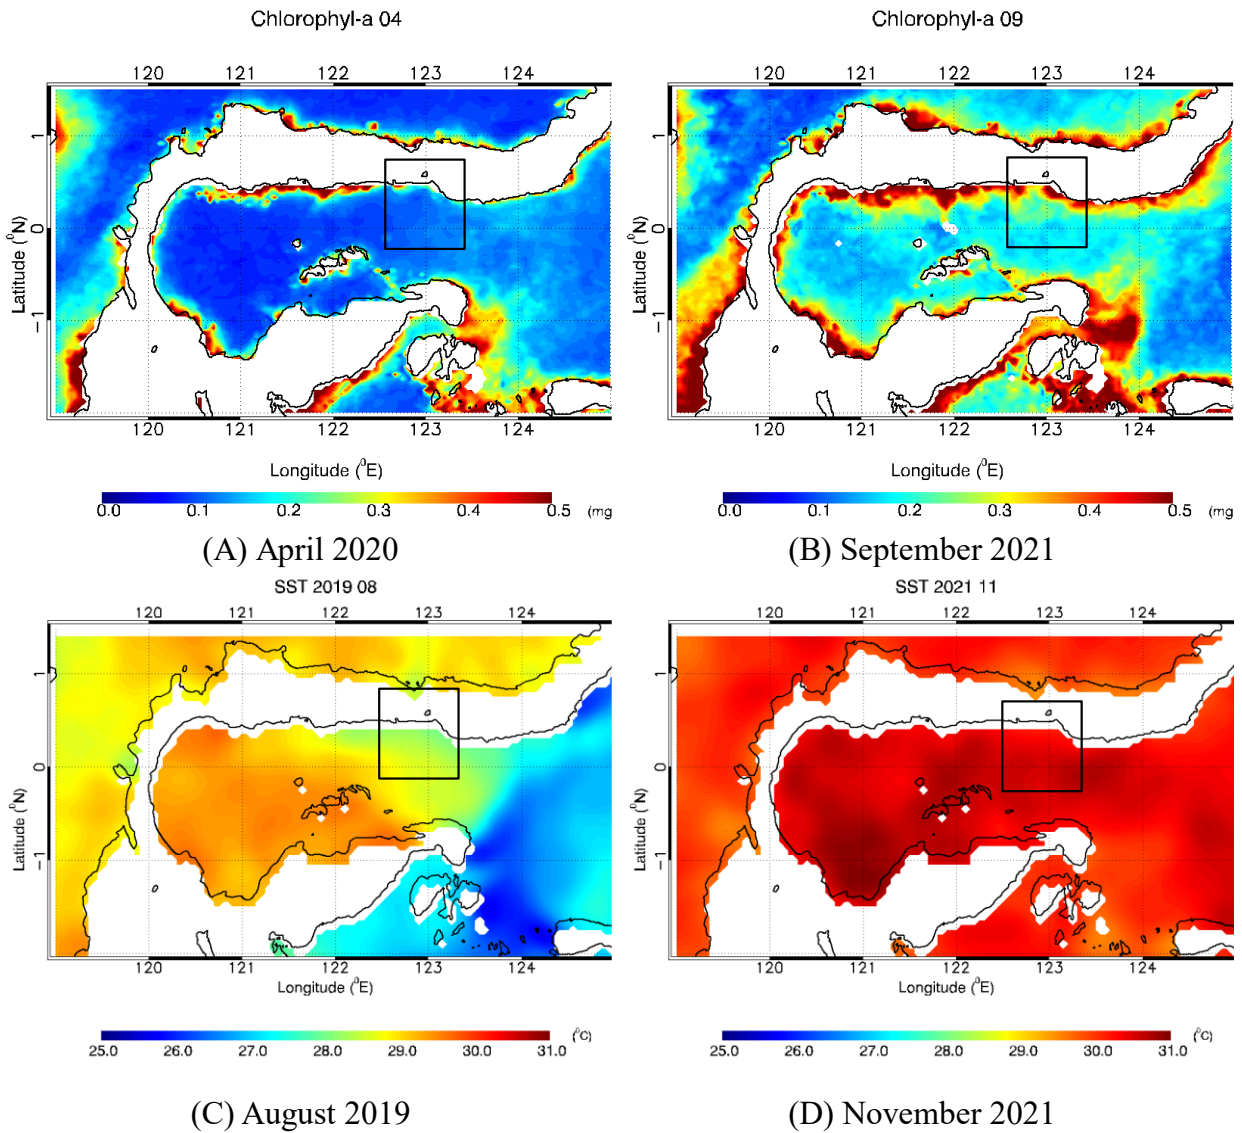 Chlorophyl-a 04
Chlorophyl-a 09
120 121 122 123 124
120 121 122 123 124
Latitude (⁰N)
1
0
−1
Latitude (⁰N)
1
0
−1
120 121 122 123 124
120 121 122 123 124
Longitude (⁰E)
Longitude (⁰E)
0.0 0.1 0.2 0.3 0.4 0.5 (mg
0.0 0.1 0.2 0.3 0.4 0.5 (mg
(A) April 2020
(B) September 2021
SST 2019 08
SST 2021 11
120 121 122 123 124
120 121 122 123 124
Latitude (⁰N)
1
0
−1
Latitude (⁰N)
1
0
−1
120 121 122 123 124
120 121 122 123 124
Longitude (⁰E)
Longitude (⁰E)
(⁰C)
(⁰C)
25.0 26.0 27.0 28.0 29.0 30.0 31.0
25.0 26.0 27.0 28.0 29.0 30.0 31.0
(C) August 2019
(D) November 2021